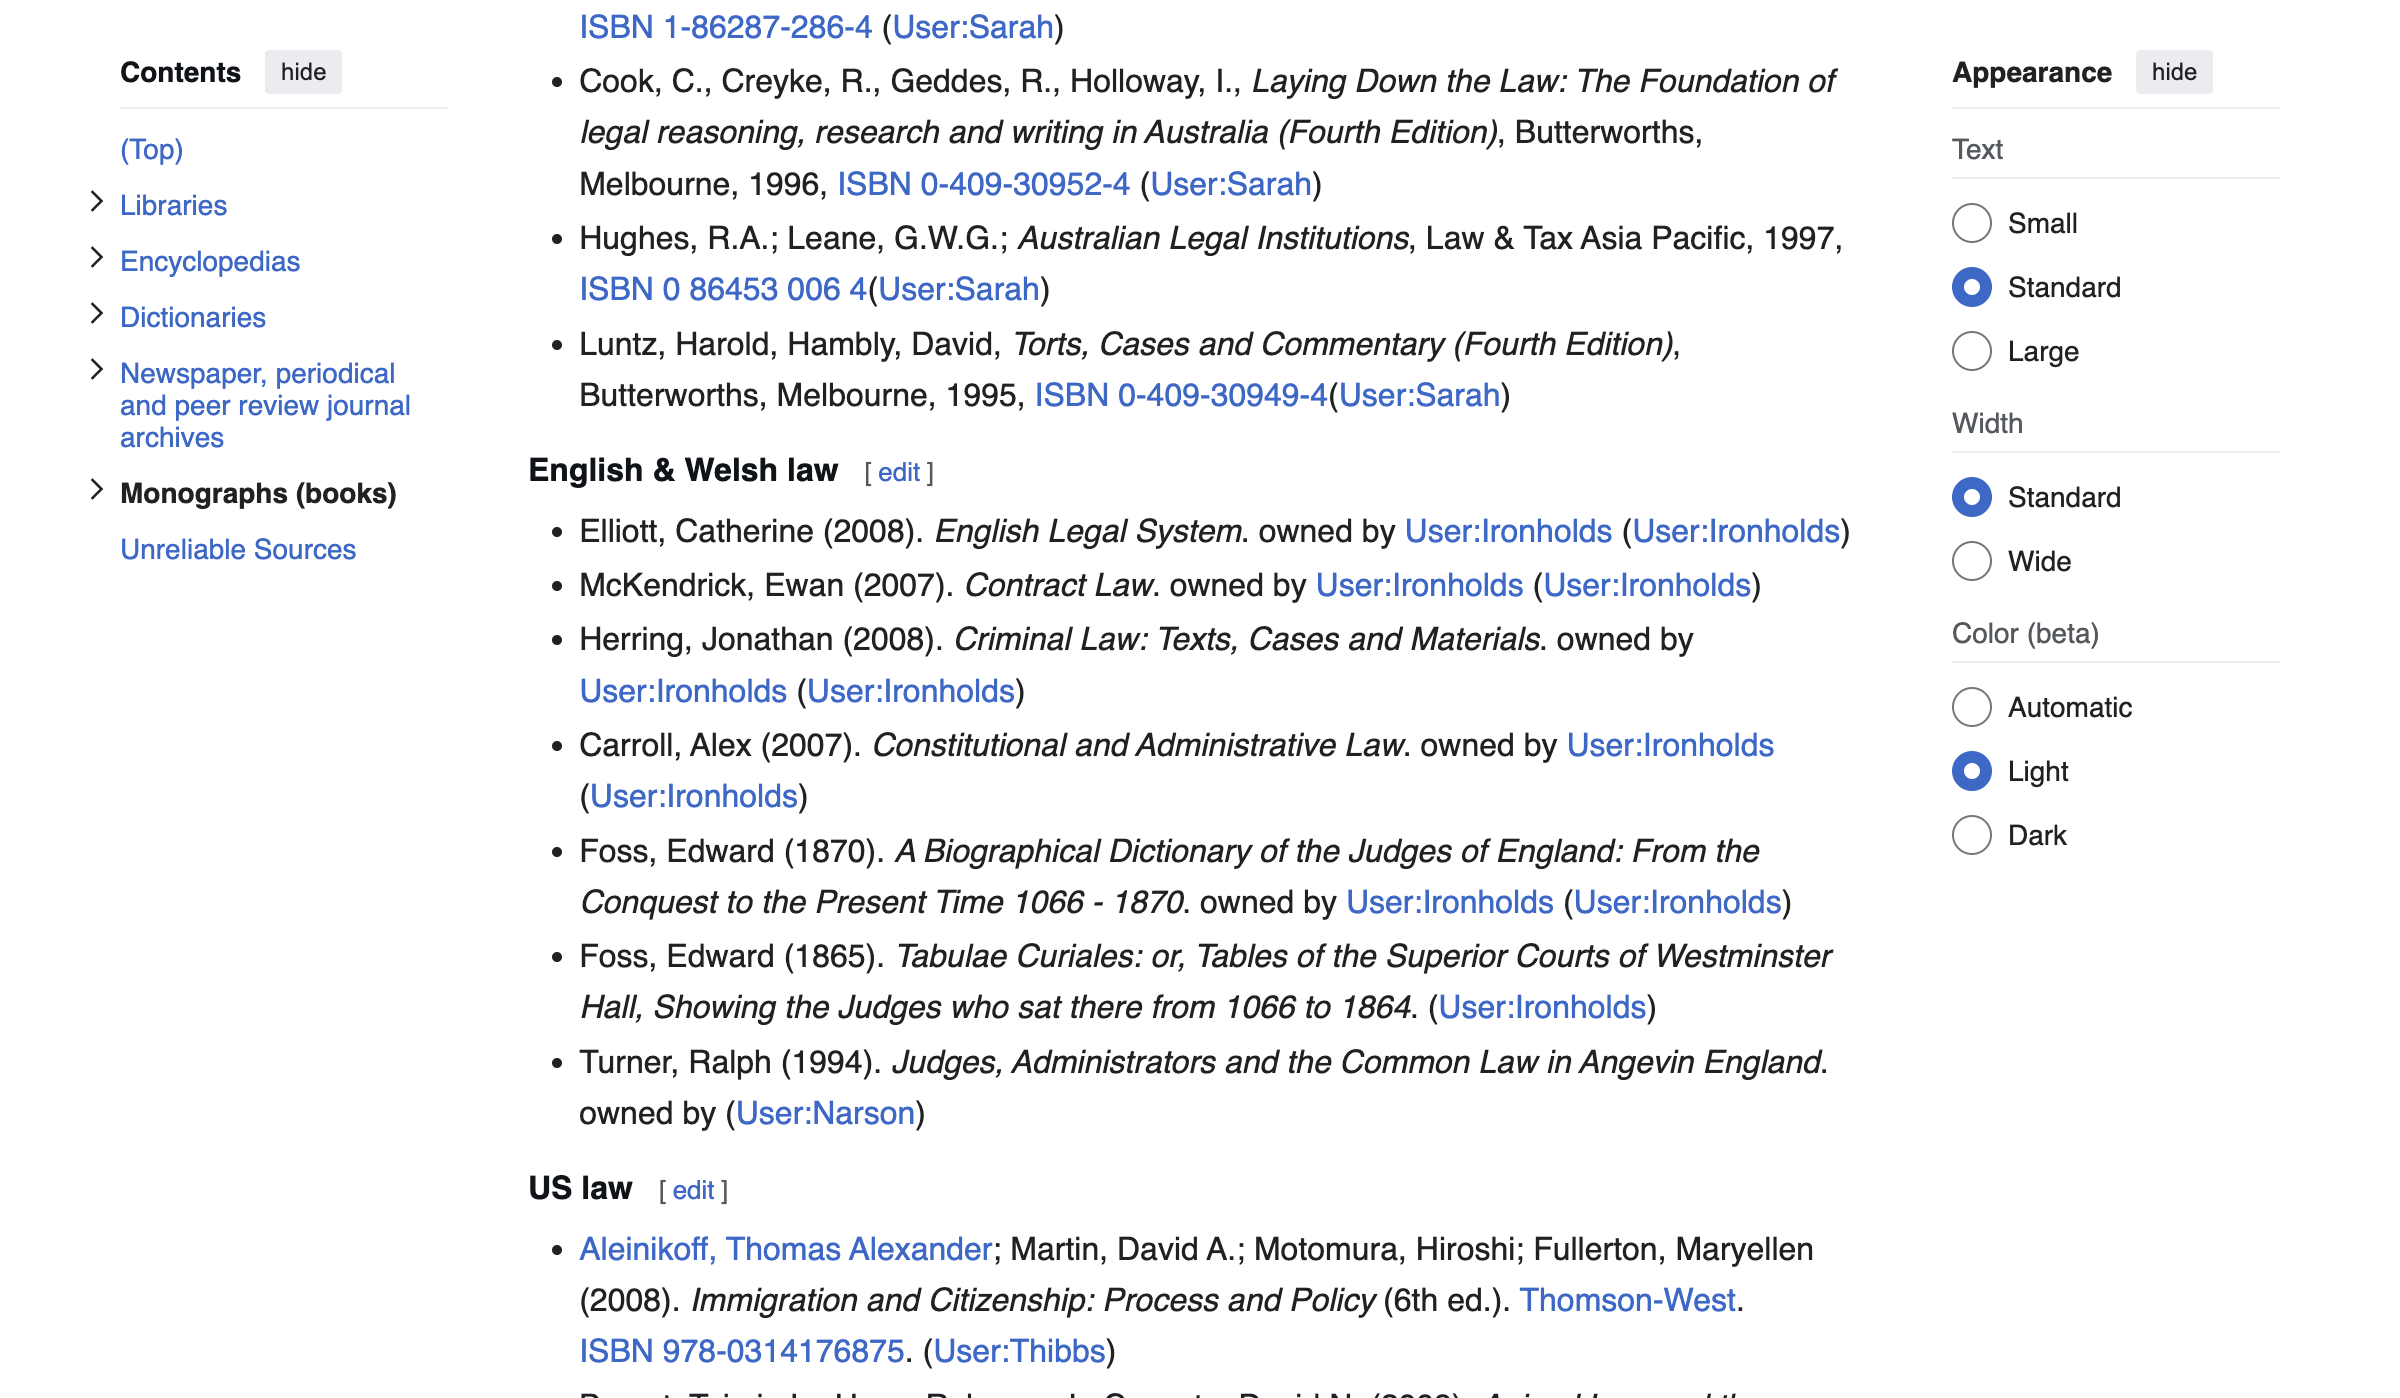 Contents hide
(Top)
Libraries
Encyclopedias
Dictionaries
Newspaper, periodical
and peer review journal
archives
Monographs (books)
Unreliable Sources
ISBN 1-86287-286-4 (User:Sarah)
• Cook, C., Creyke, R., Geddes, R., Holloway, I., Laying Down the Law: The Foundation of
legal reasoning, research and writing in Australia (Fourth Edition), Butterworths,
Melbourne, 1996, ISBN 0-409-30952-4 (User:Sarah)
• Hughes, R.A.; Leane, G.W.G.; Australian Legal Institutions, Law & Tax Asia Pacific, 1997,
ISBN 0 86453 006 4(User:Sarah)
• Luntz, Harold, Hambly, David, Torts, Cases and Commentary (Fourth Edition),
Butterworths, Melbourne, 1995, ISBN 0-409-30949-4(User:Sarah)
English & Welsh law [ edit ]
• Elliott, Catherine (2008). English Legal System. owned by User:Ironholds (User:Ironholds)
• McKendrick, Ewan (2007). Contract Law. owned by User:Ironholds (User:Ironholds)
• Herring, Jonathan (2008). Criminal Law: Texts, Cases and Materials. owned by
User:Ironholds (User:Ironholds)
• Carroll, Alex (2007). Constitutional and Administrative Law. owned by User:Ironholds
(User:Ironholds)
• Foss, Edward (1870). A Biographical Dictionary of the Judges of England: From the
Conquest to the Present Time 1066 - 1870. owned by User:Ironholds (User:Ironholds)
• Foss, Edward (1865). Tabulae Curiales: or, Tables of the Superior Courts of Westminster
Hall, Showing the Judges who sat there from 1066 to 1864. (User:Ironholds)
• Turner, Ralph (1994). Judges, Administrators and the Common Law in Angevin England.
owned by (User:Narson)
US law [ edit ]
• Aleinikoff, Thomas Alexander; Martin, David A.; Motomura, Hiroshi; Fullerton, Maryellen
(2008). Immigration and Citizenship: Process and Policy (6th ed.). Thomson-West.
ISBN 978-0314176875. (User:Thibbs)
Appearance hide
Text
Small
Standard
Large
Width
Standard
Wide
Color (beta)
Automatic
Light
Dark